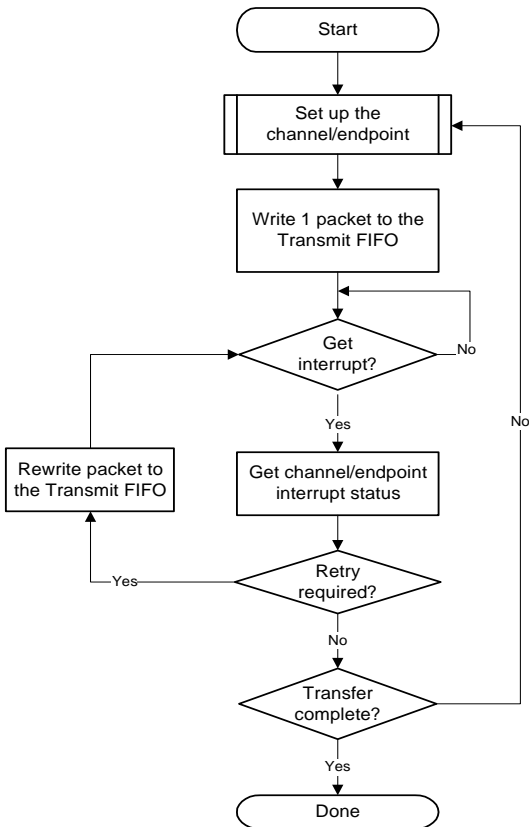 Start
Set up the
channel/endpoint
Write 1 packet to the
Transmit FIFO
Get
interrupt?
No
Yes
Rewrite packet to
the Transmit FIFO
Get channel/endpoint
interrupt status
No
Retry
required?
Yes
No
Transfer
complete?
Yes
Done